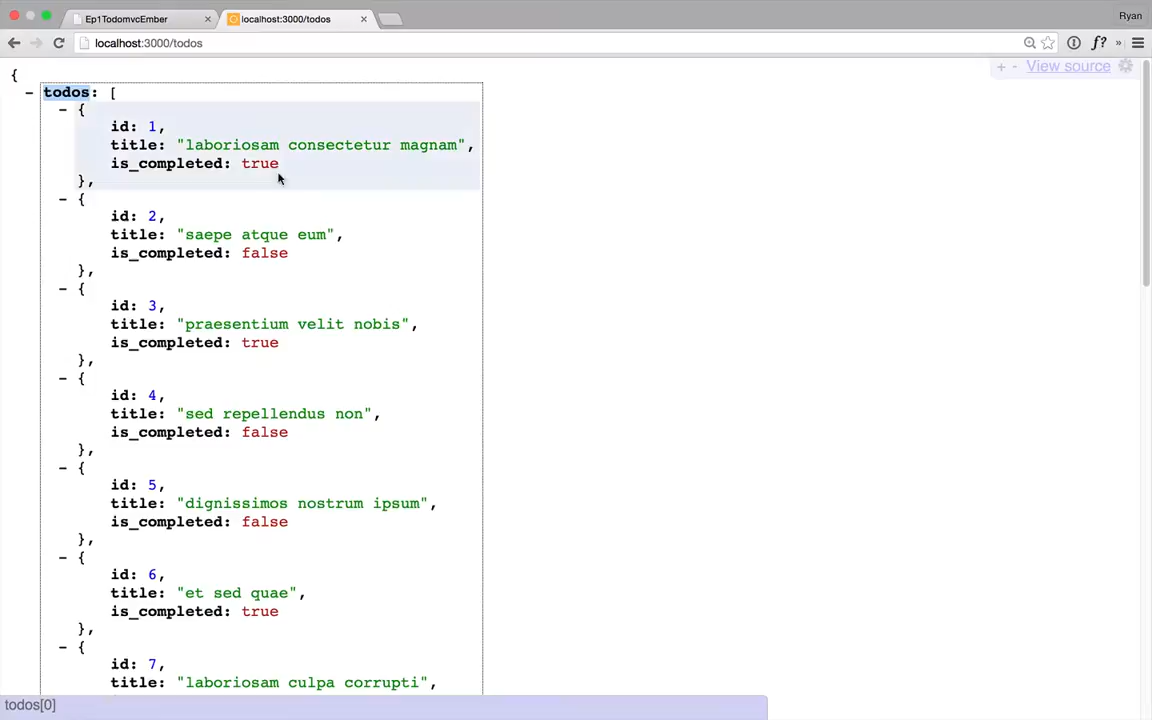 Ep1TodomvcEmber × localhost:3000/todos × Ryan
localhost:3000/todos f? »
+ - View source
{
- todos: [
- {
id: 1,
title: "laboriosam consectetur magnam",
is_completed: true
},
- {
id: 2,
title: "saepe atque eum",
is_completed: false
},
- {
id: 3,
title: "praesentium velit nobis",
is_completed: true
},
- {
id: 4,
title: "sed repellendus non",
is_completed: false
},
- {
id: 5,
title: "dignissimos nostrum ipsum",
is_completed: false
},
- {
id: 6,
title: "et sed quae",
is_completed: true
},
- {
id: 7,
title: "laboriosam culpa corrupti",
todos[0]